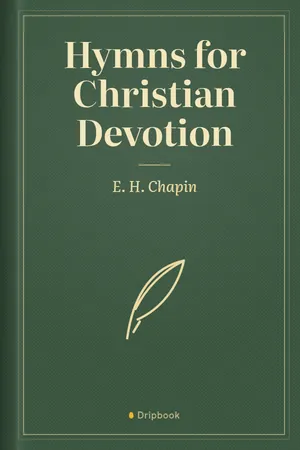 Hymns for
Christian
Devotion
E. H. Chapin
Dripbook